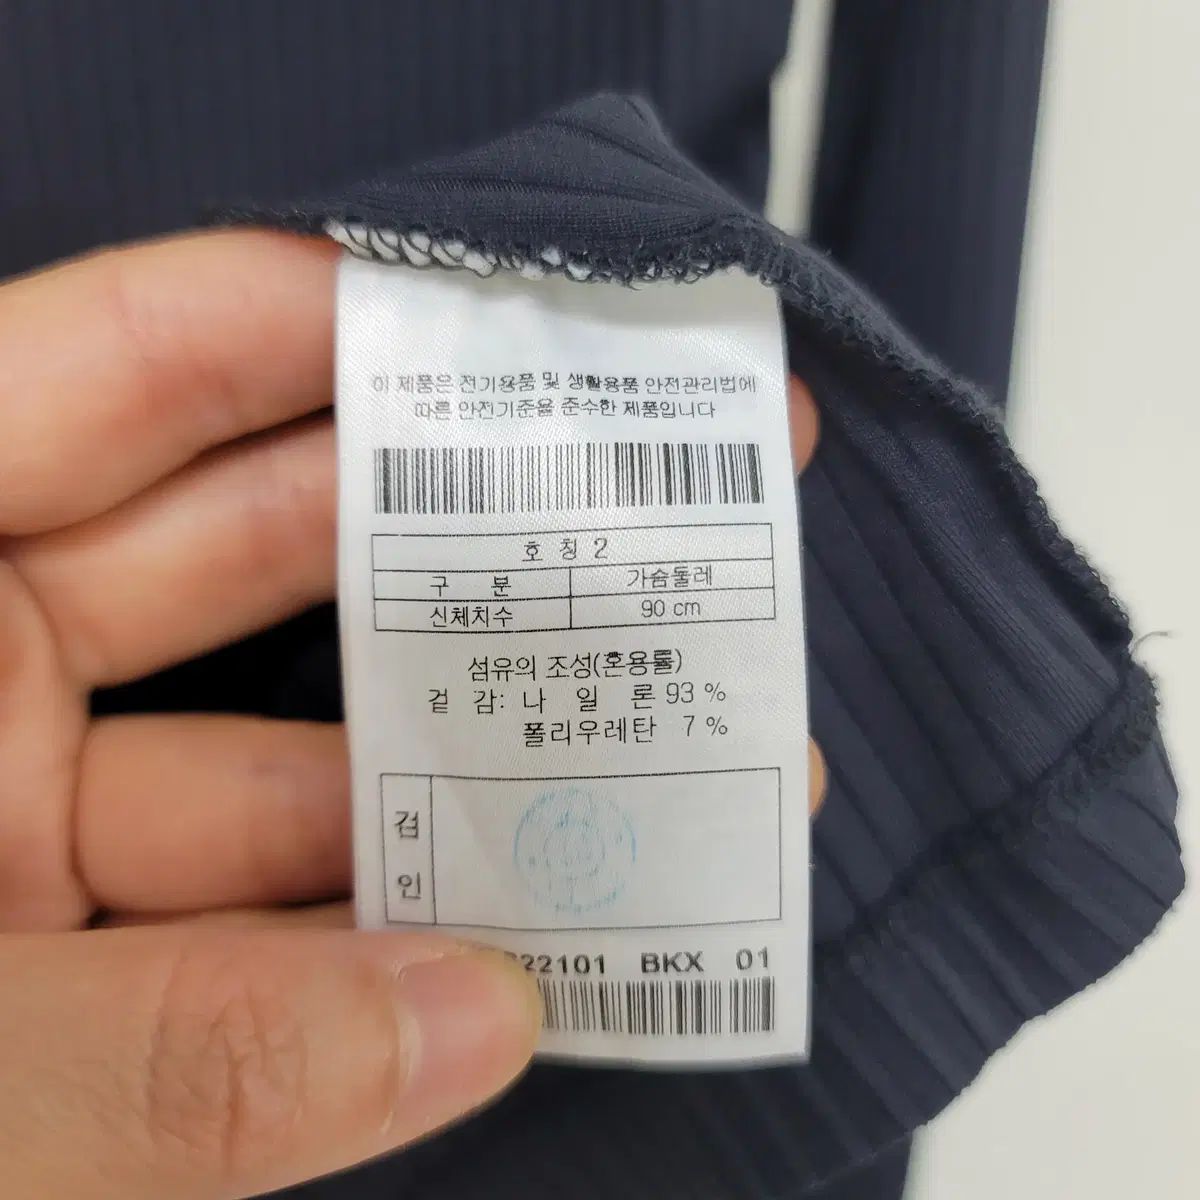 이 제품은 전기용품 및 생활용품 안전관리법에
따른 안전기준을 준수한 제품입니다
호 칭 2
구 분 가슴둘레
신체치수 90 cm
섬유의 조성(혼용률)
겉 감: 나 일 론 93 %
폴리우레탄 7 %
검
인
22101 BKX 01